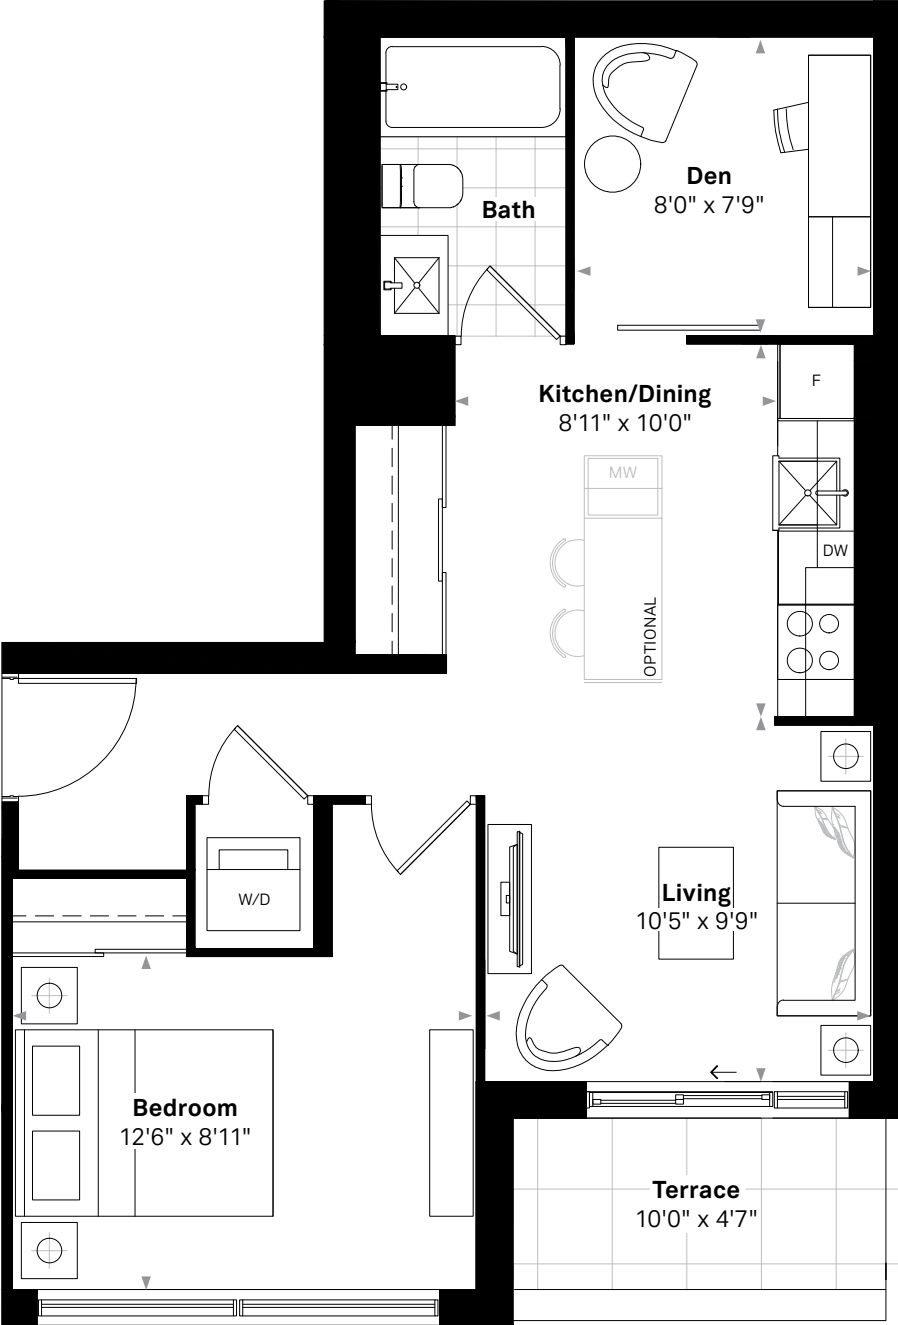 Den
8'0" x 7'9"
Bath
Kitchen/Dining
8'11" x 10'0"
F
MW
DW
OPTIONAL
W/D
Living
10'5" x 9'9"
Bedroom
12'6" x 8'11"
Terrace
10'0" x 4'7"